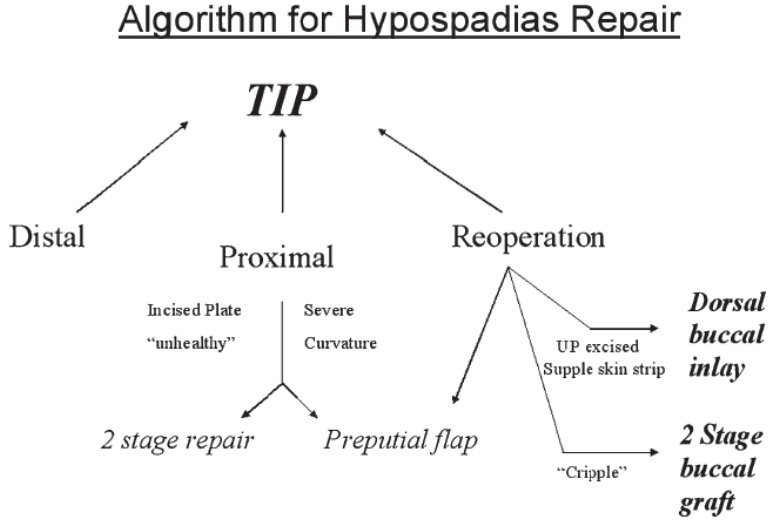 Algorithm for Hypospadias Repair
TIP
Distal
Proximal
Reoperation
Incised Plate
“unhealthy”
Severe
Curvature
UP excised
Supple skin strip
Dorsal
buccal
inlay
2 stage repair
Preputial flap
“Cripple”
2 Stage
buccal
graft